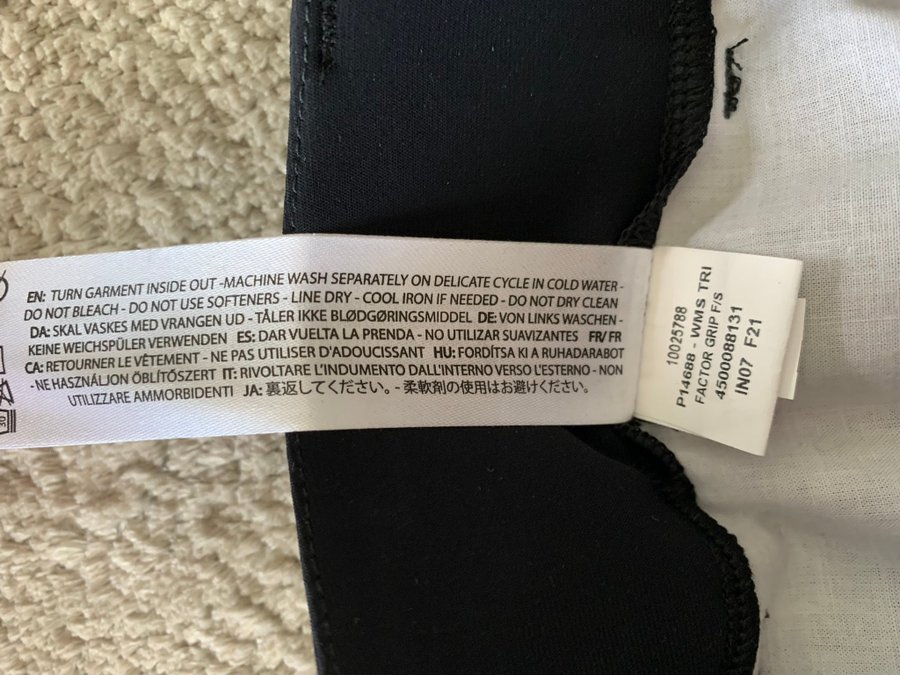 EN: TURN GARMENT INSIDE OUT -MACHINE WASH SEPARATELY ON DELICATE CYCLE IN COLD WATER -
DO NOT BLEACH - DO NOT USE SOFTENERS - LINE DRY - COOL IRON IF NEEDED - DO NOT DRY CLEAN
DA: SKAL VASKES MED VRANGEN UD - TÅLER IKKE BLØDGØRINGSMIDDEL DE: VON LINKS WASCHEN -
KEINE WEICHSPÜLER VERWENDEN ES: DAR VUELTA LA PRENDA - NO UTILIZAR SUAVIZANTES FR/ FR
CA: RETOURNER LE VÊTEMENT - NE PAS UTILISER D'ADOUCISSANT HU: FORDÍTSA KI A RUHADARABOT
- NE HASZNÁLJON ÖBLÍTŐSZERT IT: RIVOLTARE L'INDUMENTO DALL'INTERNO VERSO L'ESTERNO - NON
UTILIZZARE AMMORBIDENTI JA: 裏返してください。- 柔軟剤の使用はお避けください。
30
10025788
P14688 - WMS TRI
FACTOR GRIP F/S
4500088131
IN07 F21